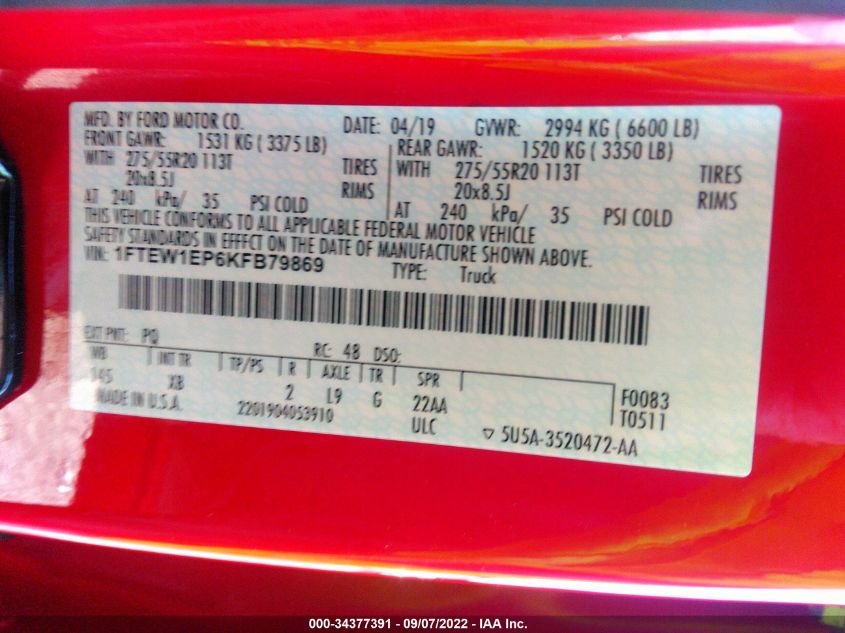 MFD. BY FORD MOTOR CO.
DATE: 04/19 GVWR: 2994 KG ( 6600 LB)
FRONT GAWR: 1531 KG ( 3375 LB)
REAR GAWR: 1520 KG ( 3350 LB)
WITH 275/55R20 113T TIRES
WITH 275/55R20 113T TIRES
20x8.5J RIMS
20x8.5J RIMS
AT 240 kPa/ 35 PSI COLD
AT 240 kPa/ 35 PSI COLD
THIS VEHICLE CONFORMS TO ALL APPLICABLE FEDERAL MOTOR VEHICLE
SAFETY STANDARDS IN EFFECT ON THE DATE OF MANUFACTURE SHOWN ABOVE.
VIN: 1FTEW1EP6KFB79869
TYPE: Truck
EXT PNT: PQ
RC: 48 DSO:
WB INT TR TP/PS R AXLE TR SPR
145 XB 2 L9 G 22AA
F0083
T0511
MADE IN U.S.A. 2201904053910 ULC
5U5A-3520472-AA
000-34377391 - 09/07/2022 - IAA Inc.